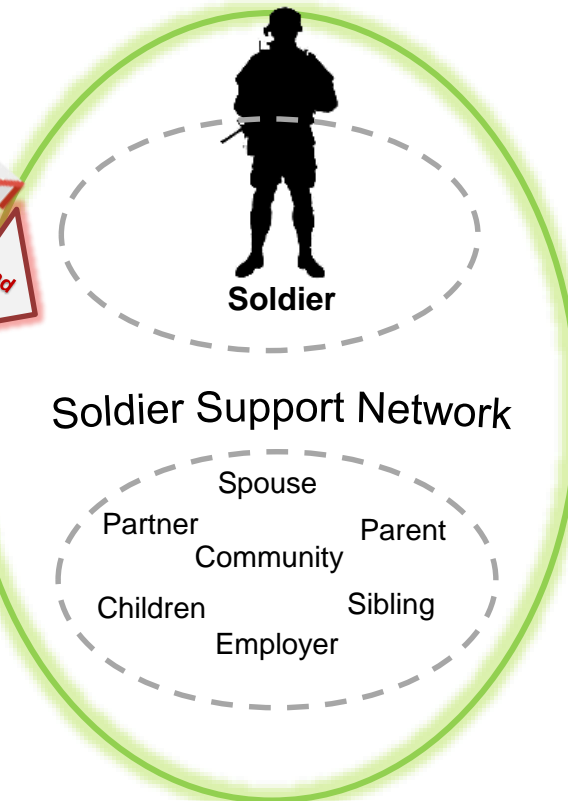 Soldier
Soldier Support Network
Spouse
Partner
Parent
Community
Children
Sibling
Employer